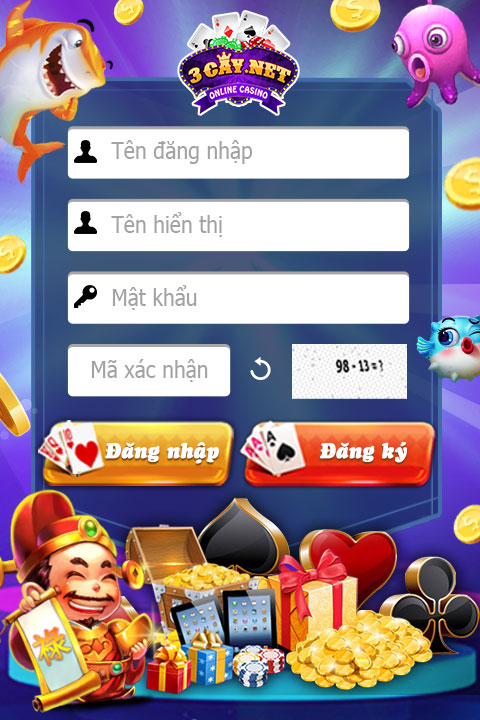 3CAY.NET
ONLINE CASINO
Tên đăng nhập
Tên hiển thị
Mật khẩu
Mã xác nhận
98 - 13 = ?
Đăng nhập
Đăng ký
禄